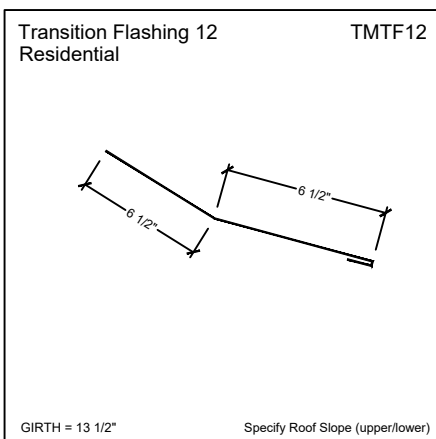 Transition Flashing 12 TMTF12
Residential
6 1/2"
6 1/2"
GIRTH = 13 1/2" Specify Roof Slope (upper/lower)